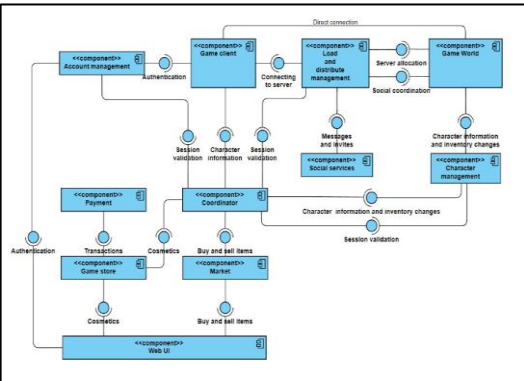 Direct connection
<<component>>
Account management
<<component>>
Game client
<<component>>
Load
and
distribute
management
<<component>>
Game World
Authentication
Connecting
to server
Server allocation
Social coordination
Session
validation
Character
information
Session
validation
Messages
and invites
Character information
and inventory changes
<<component>>
Social services
<<component>>
Character
management
<<component>>
Payment
<<component>>
Coordinator
Character information and inventory changes
Session validation
Authentication
Transactions
Cosmetics
Buy and sell items
<<component>>
Game store
<<component>>
Market
Cosmetics
Buy and sell items
<<component>>
Web UI